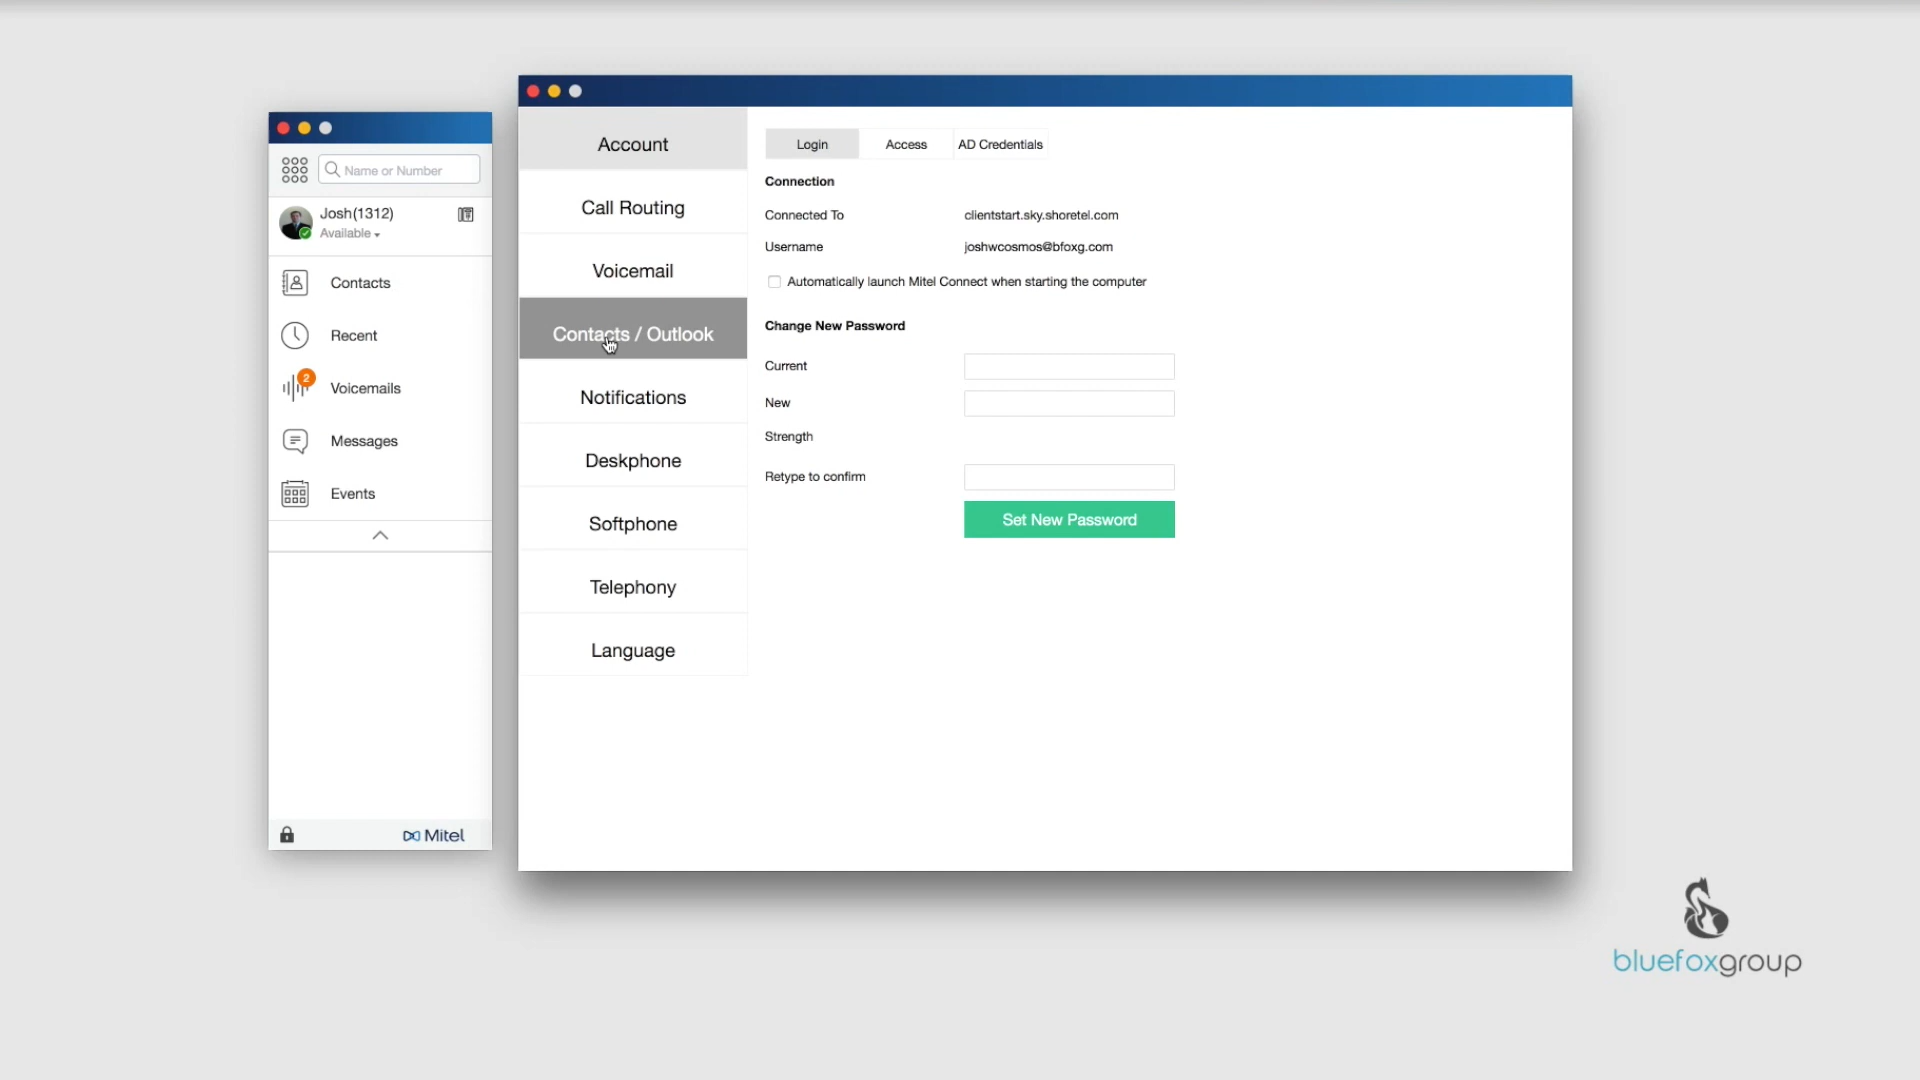 Name or Number
Josh(1312)
Available
Contacts
Recent
2
Voicemails
Messages
Events
Mitel
Account
Call Routing
Voicemail
Contacts / Outlook
Notifications
Deskphone
Softphone
Telephony
Language
Login Access AD Credentials
Connection
Connected To clientstart.sky.shoretel.com
Username joshwcosmos@bfoxg.com
Automatically launch Mitel Connect when starting the computer
Change New Password
Current
New
Strength
Retype to confirm
Set New Password
bluefoxgroup